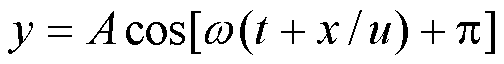 y = A cos[ω(t + x / u) + π]